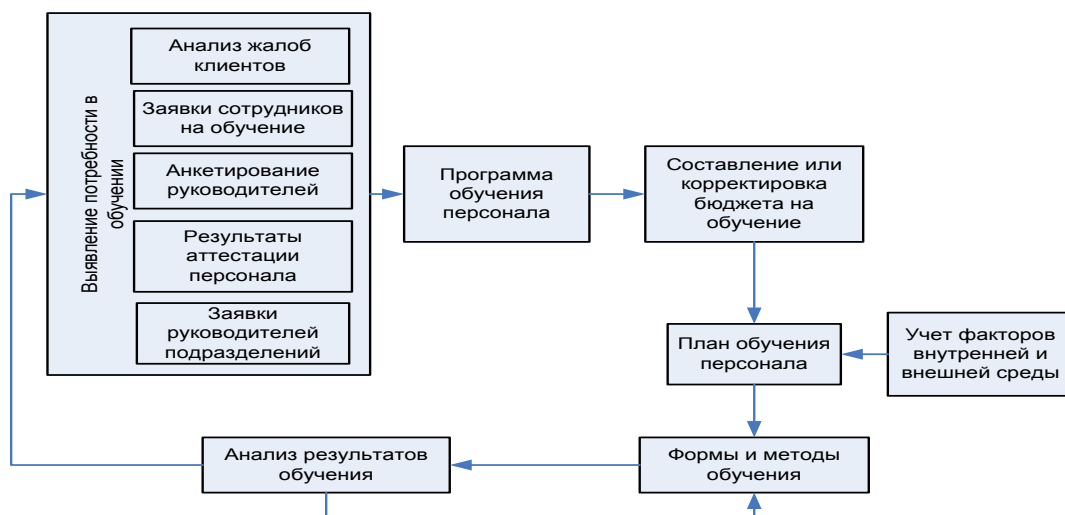 Выявление потребности в
обучении
Анализ жалоб
клиентов
Заявки сотрудников
на обучение
Анкетирование
руководителей
Результаты
аттестации
персонала
Заявки
руководителей
подразделений
Программа
обучения
персонала
Составление или
корректировка
бюджета на
обучение
План обучения
персонала
Учет факторов
внутренней и
внешней среды
Формы и методы
обучения
Анализ результатов
обучения